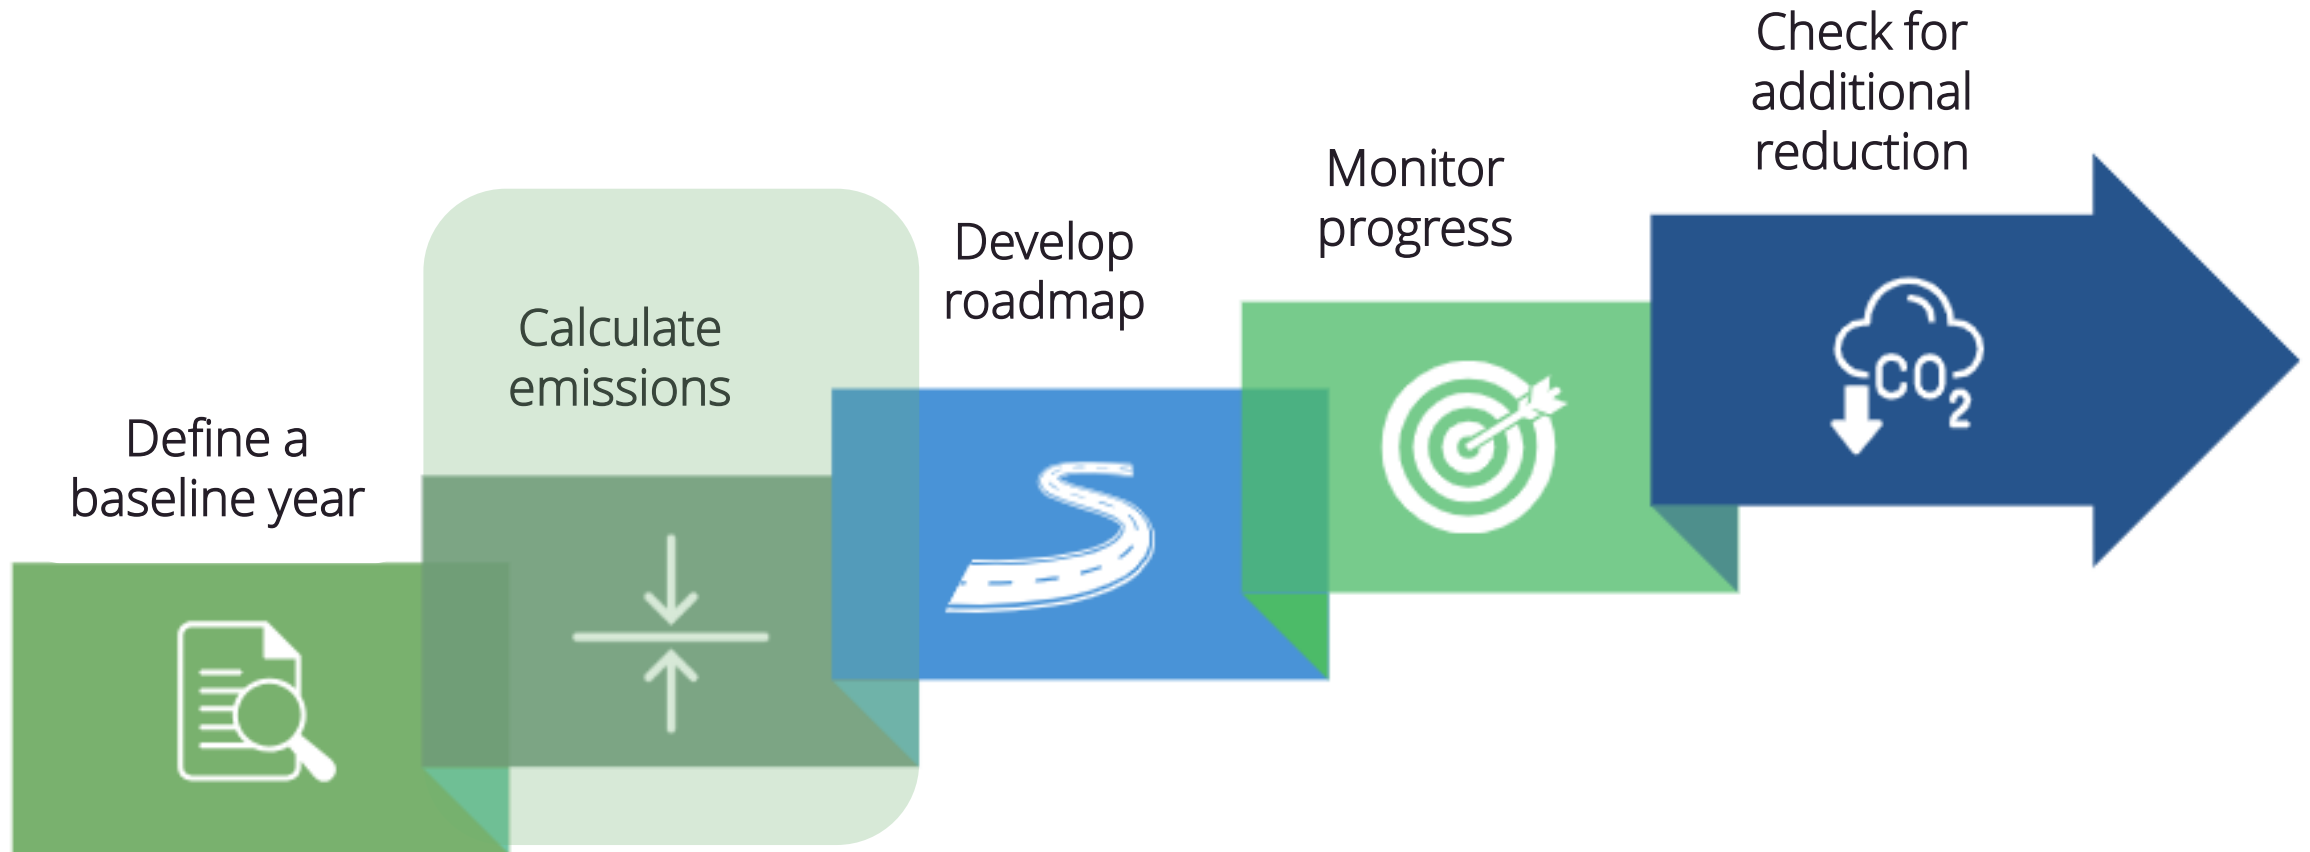 Define a
baseline year
Calculate
emissions
Develop
roadmap
Monitor
progress
Check for
additional
reduction
CO2